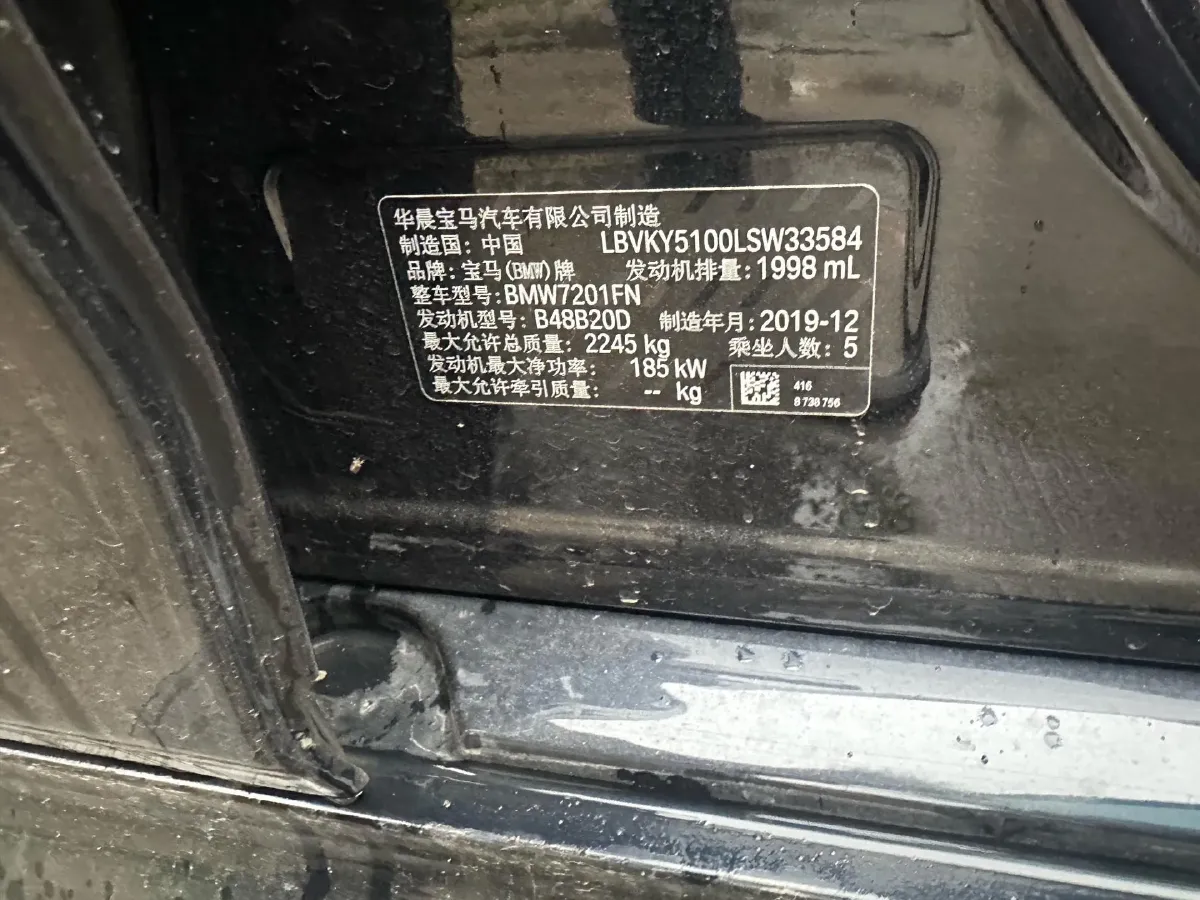 华晨宝马汽车有限公司制造
制造国：中国 LBVKY5100LSW33584
品牌：宝马(BMW)牌 发动机排量：1998 mL
整车型号：BMW7201FN
发动机型号：B48B20D 制造年月：2019-12
最大允许总质量：2245 kg 乘坐人数：5
发动机最大净功率：185 kW
最大允许牵引质量：-- kg
416
8 738 756